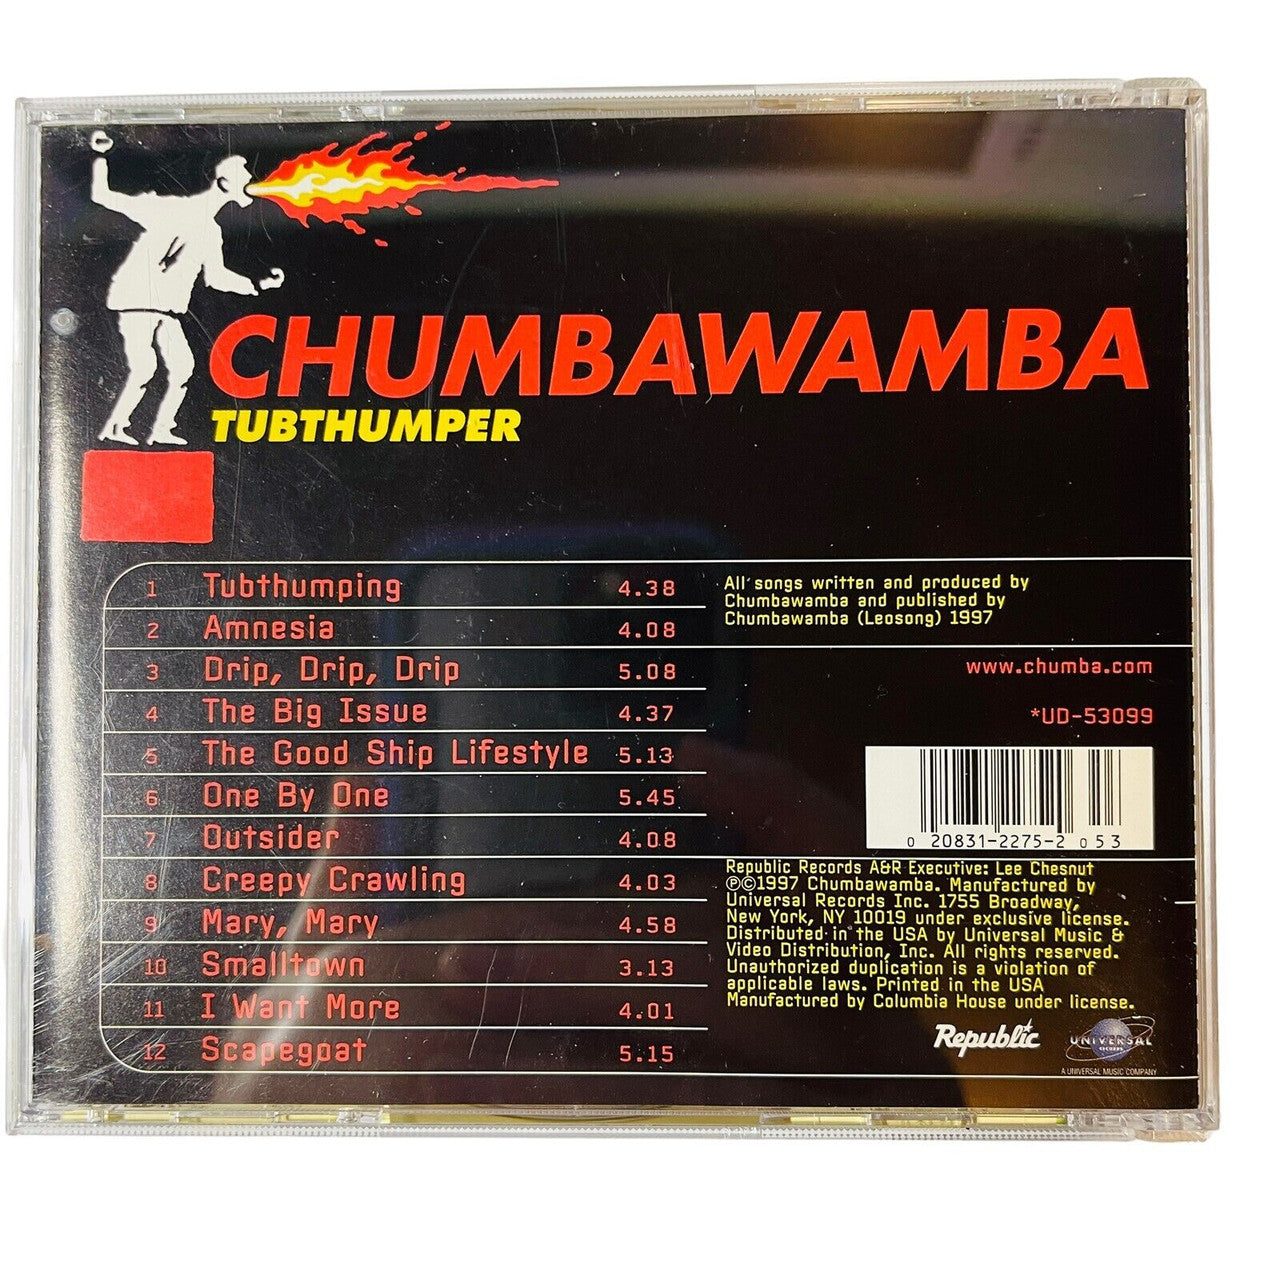 CHUMBAWAMBA
TUBTHUMPER
1 Tubthumping 4.38
2 Amnesia 4.08
3 Drip, Drip, Drip 5.08
4 The Big Issue 4.37
5 The Good Ship Lifestyle 5.13
6 One By One 5.45
7 Outsider 4.08
8 Creepy Crawling 4.03
9 Mary, Mary 4.58
10 Smalltown 3.13
11 I Want More 4.01
12 Scapegoat 5.15
All songs written and produced by
Chumbawamba and published by
Chumbawamba (Leosong) 1997
www.chumba.com
*UD-53099
0 20831-2275-2 053
Republic Records A&R Executive: Lee Chesnut
℗©1997 Chumbawamba. Manufactured by
Universal Records Inc. 1755 Broadway,
New York, NY 10019 under exclusive license.
Distributed in the USA by Universal Music &
Video Distribution, Inc. All rights reserved.
Unauthorized duplication is a violation of
applicable laws. Printed in the USA
Manufactured by Columbia House under license.
Republic
UNIVERSAL
RECORDS
A UNIVERSAL MUSIC COMPANY